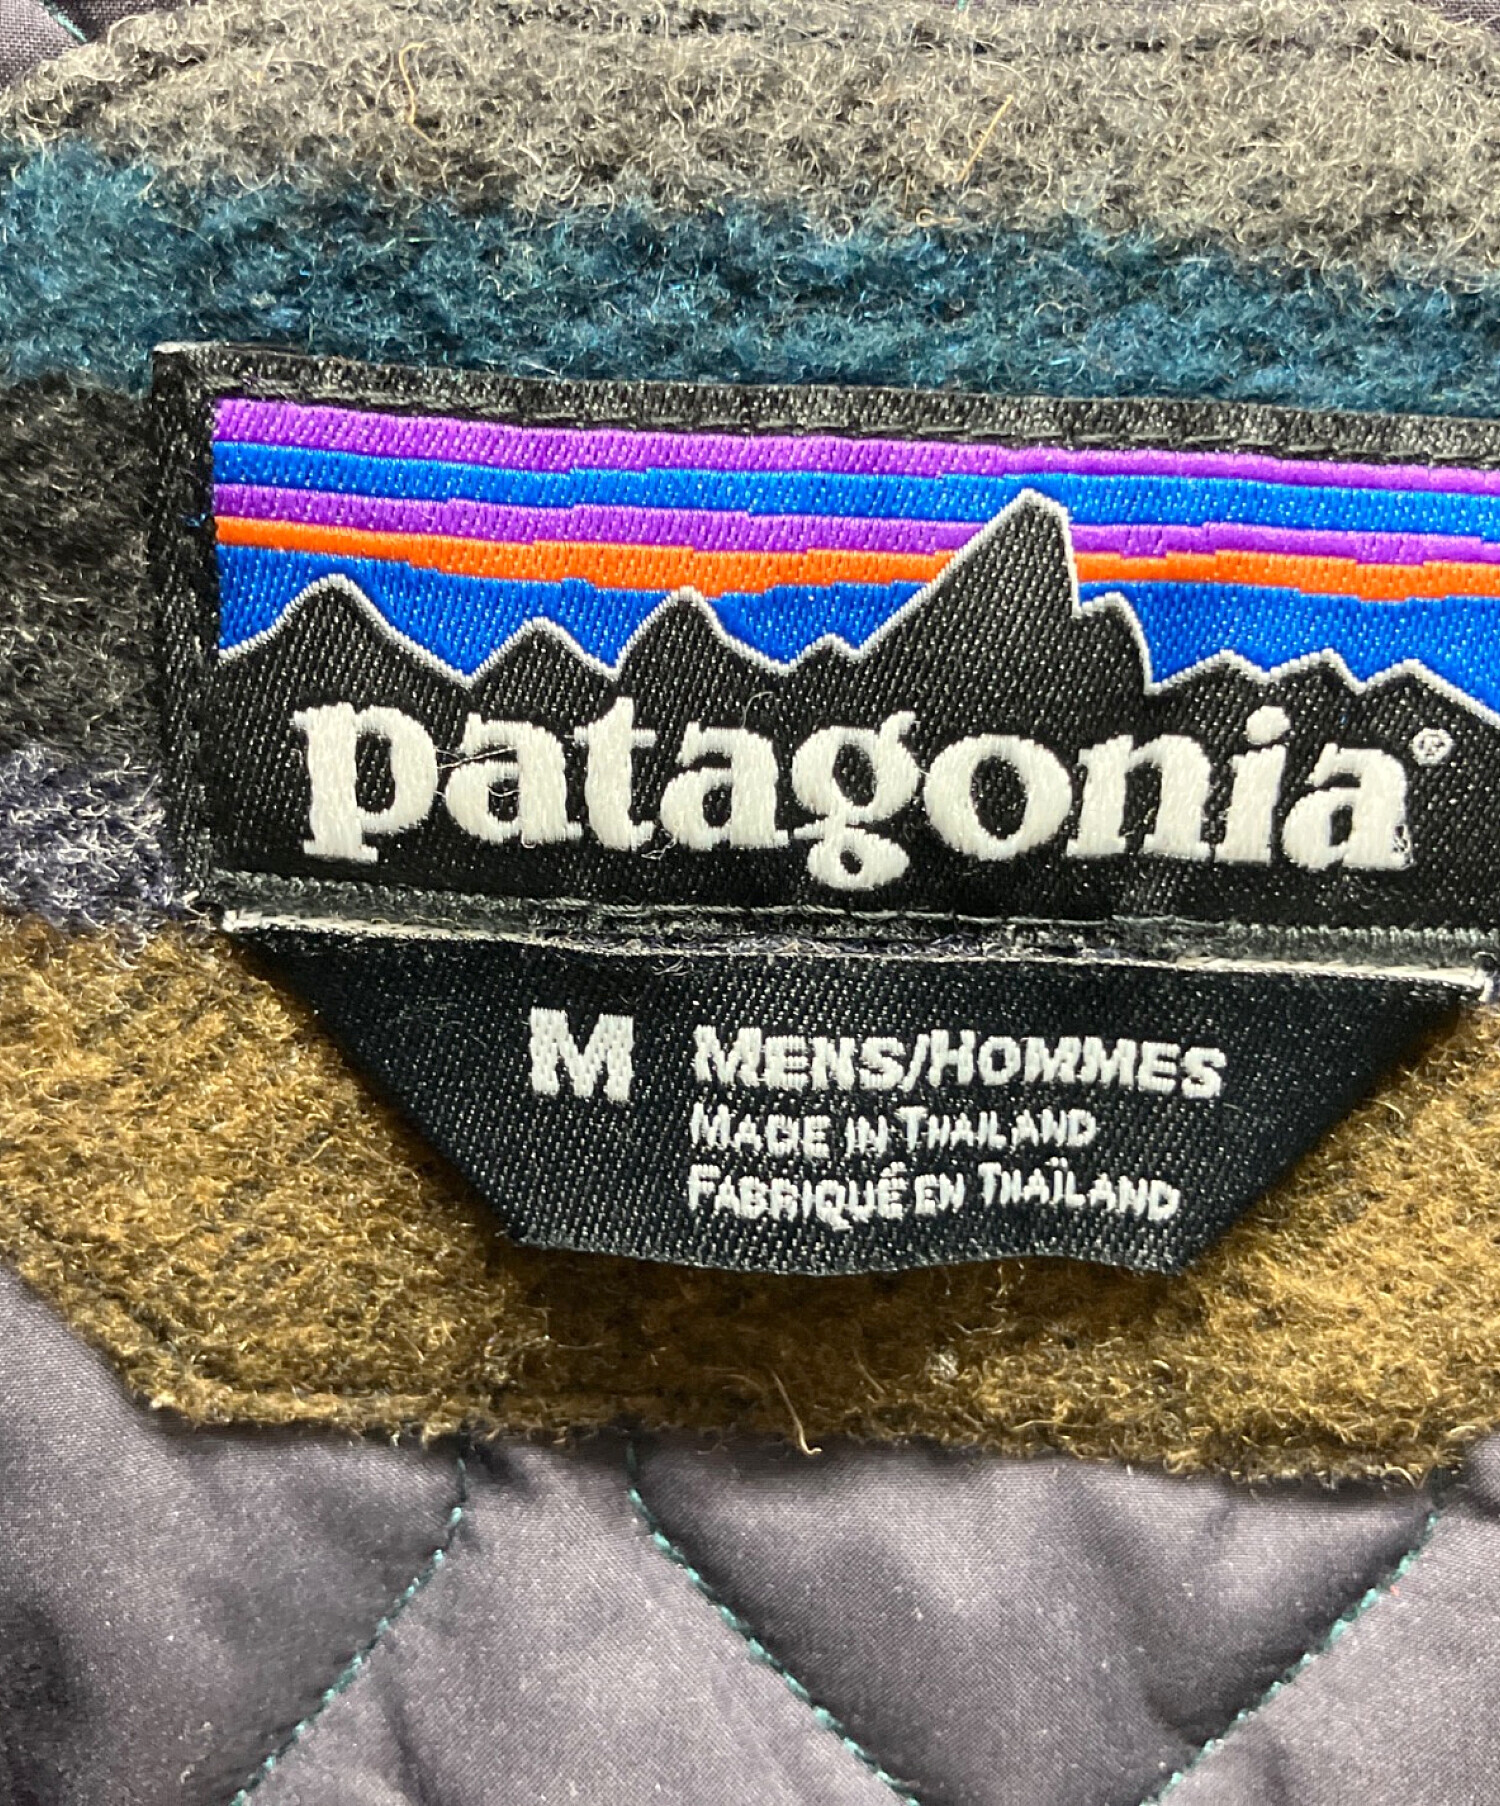 patagonia®
M MENS/HOMMES
MADE IN THAILAND
FABRIQUÉ EN THAÏLAND